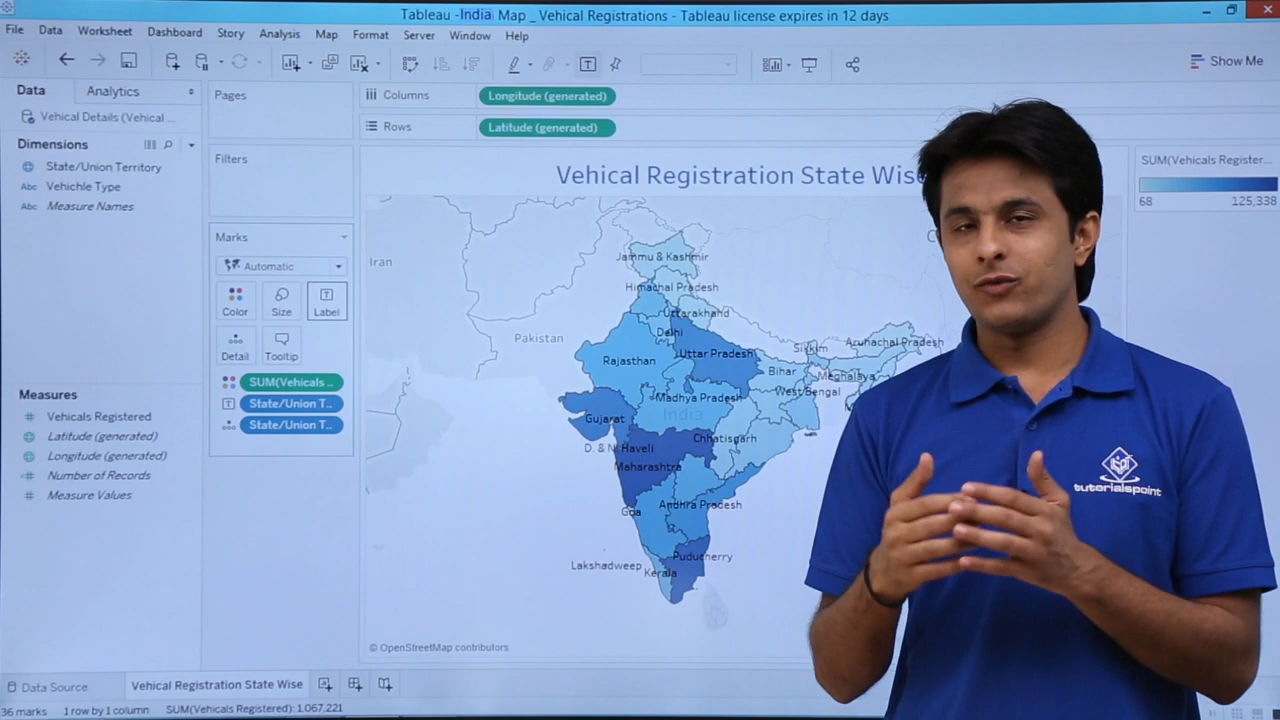 Tableau -India Map _ Vehical Registrations - Tableau license expires in 12 days
File Data Worksheet Dashboard Story Analysis Map Format Server Window Help
Show Me
Data Analytics
Vehical Details (Vehical ...
Dimensions
State/Union Territory
Abc Vehichle Type
Abc Measure Names
Measures
Vehicals Registered
Latitude (generated)
Longitude (generated)
Number of Records
Measure Values
Pages
Filters
Marks
Automatic
Color Size Label
Detail Tooltip
SUM(Vehicals ..
State/Union T..
State/Union T..
Columns Longitude (generated)
Rows Latitude (generated)
Vehical Registration State Wise
SUM(Vehicals Register...
68 125,338
Iran
Jammu & Kashmir
Himachal Pradesh
Uttarakhand
Delhi
Pakistan
Sikkim
Arunachal Pradesh
Uttar Pradesh
Rajasthan
Bihar
Meghalaya
West Bengal
Madhya Pradesh
India
Gujarat
Chhatisgarh
D. & N. Haveli
Maharashtra
Andhra Pradesh
Goa
Puducherry
Lakshadweep
Kerala
© OpenStreetMap contributors
tutorialspoint
Data Source Vehical Registration State Wise
36 marks 1 row by 1 column SUM(Vehicals Registered): 1,067,221